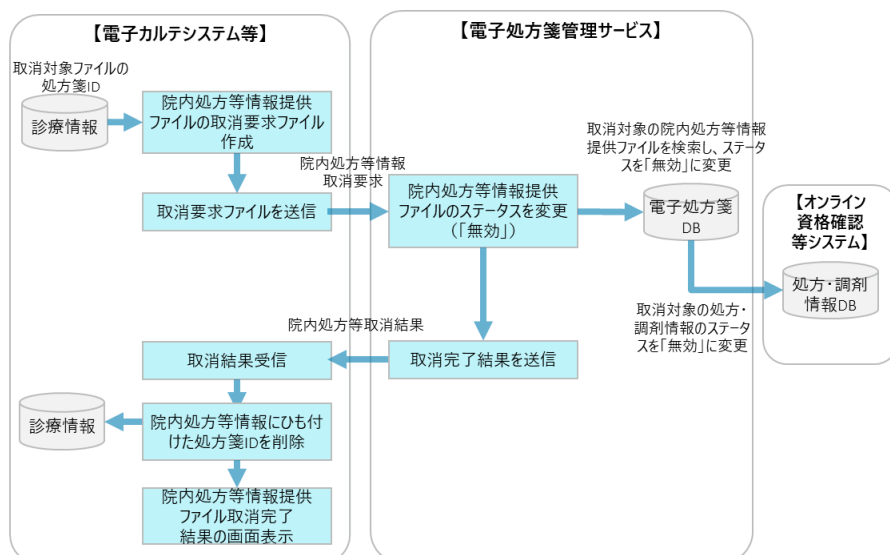 【電子カルテシステム等】
取消対象ファイルの
処方箋ID
診療情報
院内処方等情報提供
ファイルの取消要求ファイル
作成
取消要求ファイルを送信
院内処方等情報
取消要求
【電子処方箋管理サービス】
院内処方等情報提供
ファイルのステータスを変更
(「無効」)
取消対象の院内処方等情報
提供ファイルを検索し、ステータ
スを「無効」に変更
電子処方箋
DB
【オンライン
資格確認
等システム】
処方・調剤
情報DB
取消対象の処方・
調剤情報のステータ
スを「無効」に変更
取消完了結果を送信
院内処方等取消結果
取消結果受信
院内処方等情報にひも付
けた処方箋IDを削除
診療情報
院内処方等情報提供
ファイル取消完了
結果の画面表示